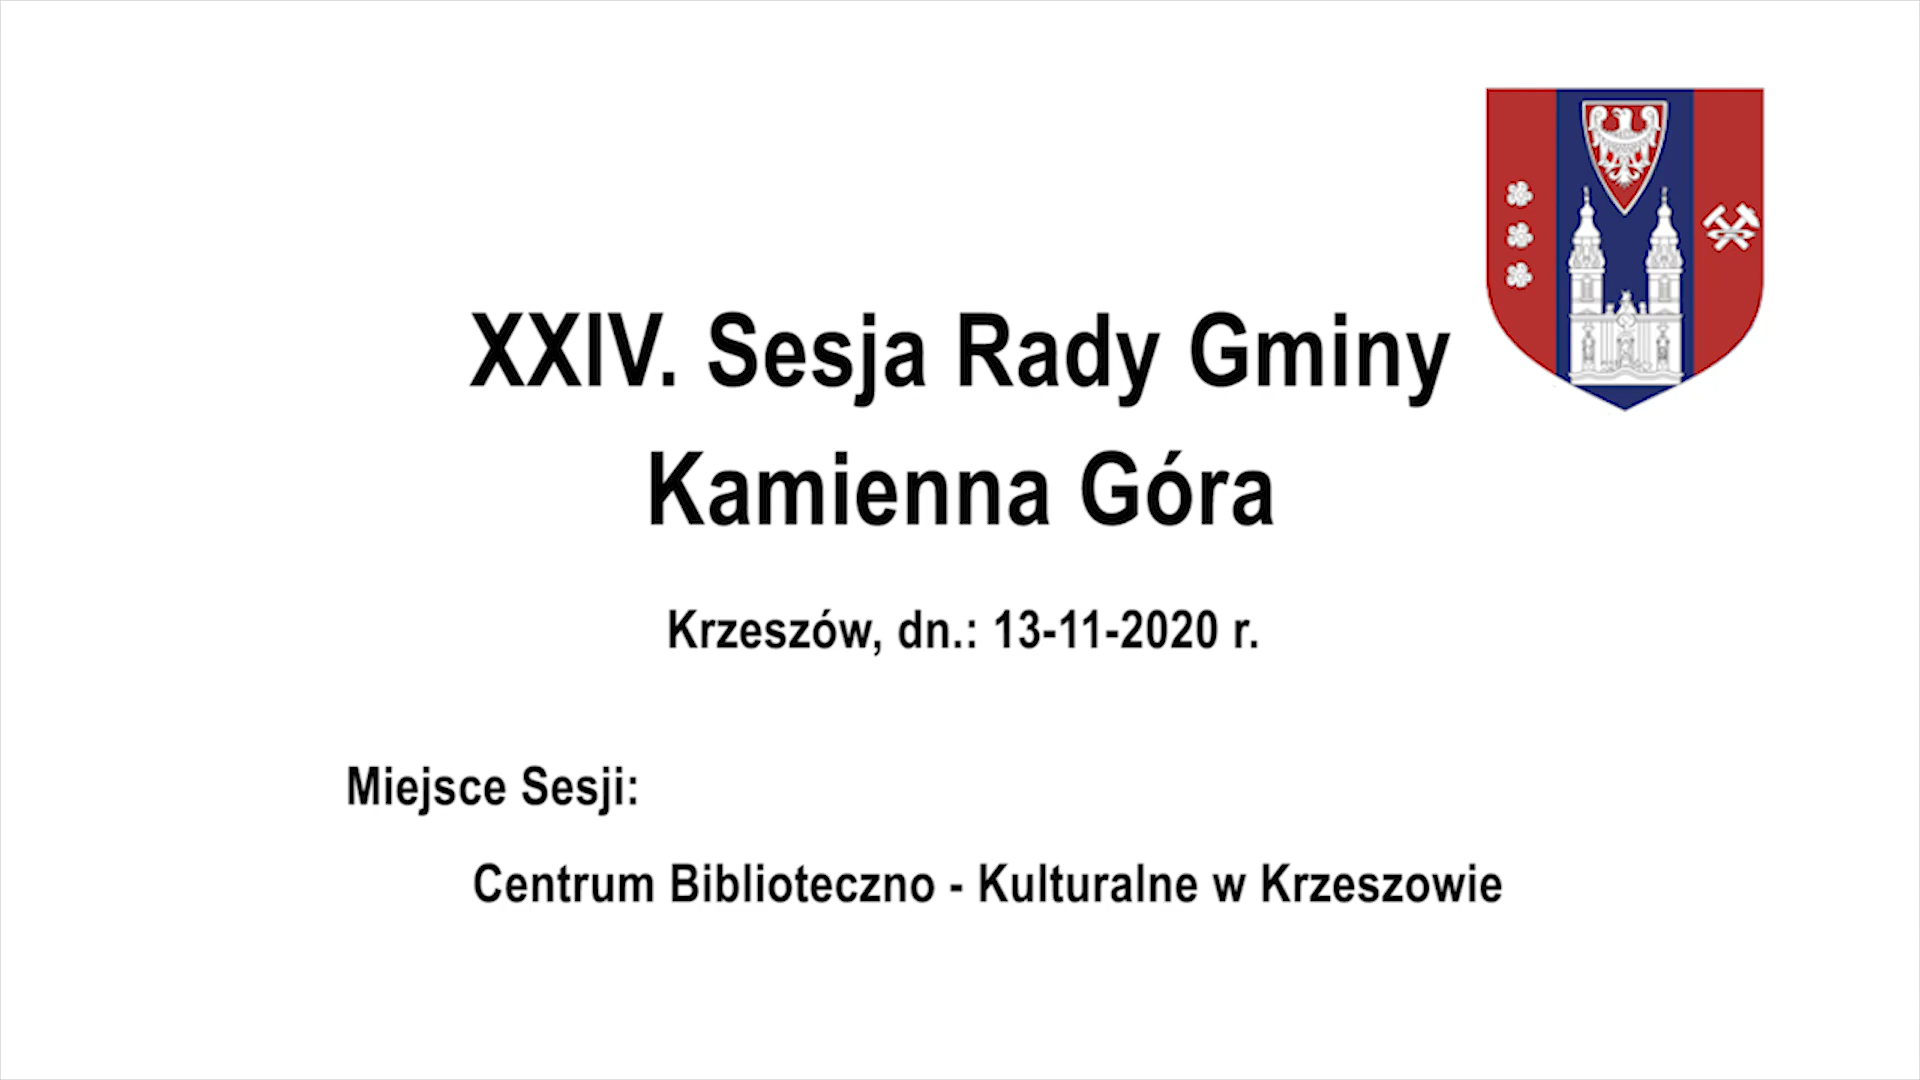 XXIV. Sesja Rady Gminy
Kamienna Góra
Krzeszów, dn.: 13-11-2020 r.
Miejsce Sesji:
Centrum Biblioteczno - Kulturalne w Krzeszowie